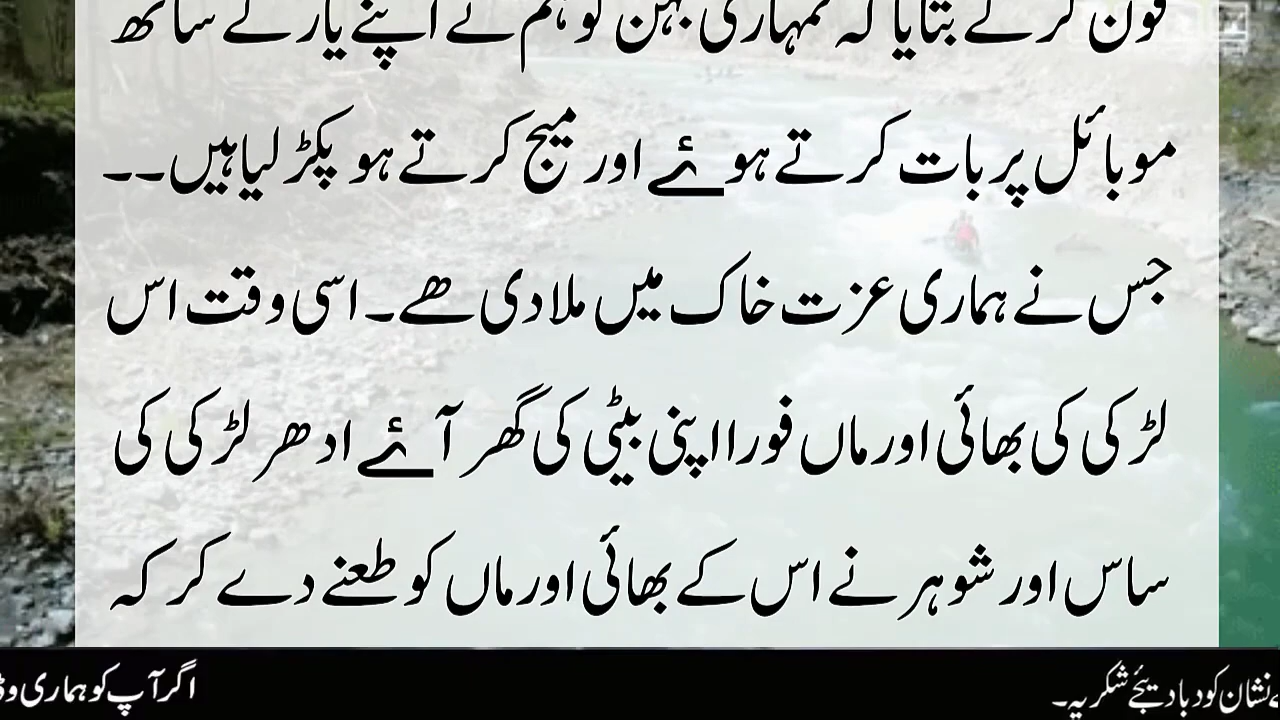 فون کرکے بتایا کہ تمہاری بہن کو ہم نے اپنے یار کے ساتھ
موبائل پر بات کرتے ہوئے اور میج کرتے ہو پکڑ لیا ہیں۔۔
جس نے ہماری عزت خاک میں ملا دی ھے۔ اسی وقت اس
لڑکی کی بھائی اور ماں فورا اپنی بیٹی کی گھر آئے ادھر لڑکی کی
ساس اور شوہر نے اس کے بھائی اور ماں کو طعنے دے کر کہ
نشان کو دبا دیجئے شکریہ۔
اگر آپ کو ہماری